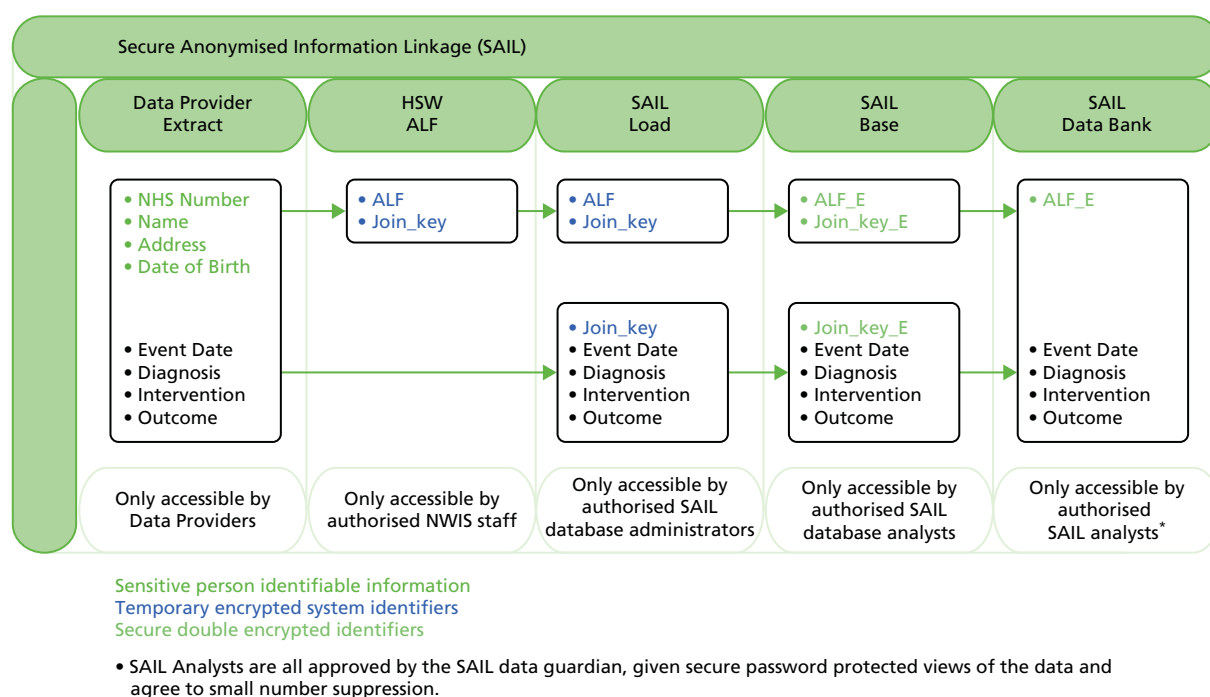 Secure Anonymised Information Linkage (SAIL)
Data Provider
Extract
HSW
ALF
SAIL
Load
SAIL
Base
SAIL
Data Bank
• NHS Number
• Name
• Address
• Date of Birth
• Event Date
• Diagnosis
• Intervention
• Outcome
• ALF
• Join_key
• ALF
• Join_key
• Join_key
• Event Date
• Diagnosis
• Intervention
• Outcome
• ALF_E
• Join_key_E
• Join_key_E
• Event Date
• Diagnosis
• Intervention
• Outcome
• ALF_E
• Event Date
• Diagnosis
• Intervention
• Outcome
Only accessible by
Data Providers
Only accessible by
authorised NWIS staff
Only accessible by
authorised SAIL
database administrators
Only accessible by
authorised SAIL
database analysts
Only accessible by
authorised
SAIL analysts*
Sensitive person identifiable information
Temporary encrypted system identifiers
Secure double encrypted identifiers
• SAIL Analysts are all approved by the SAIL data guardian, given secure password protected views of the data and
agree to small number suppression.